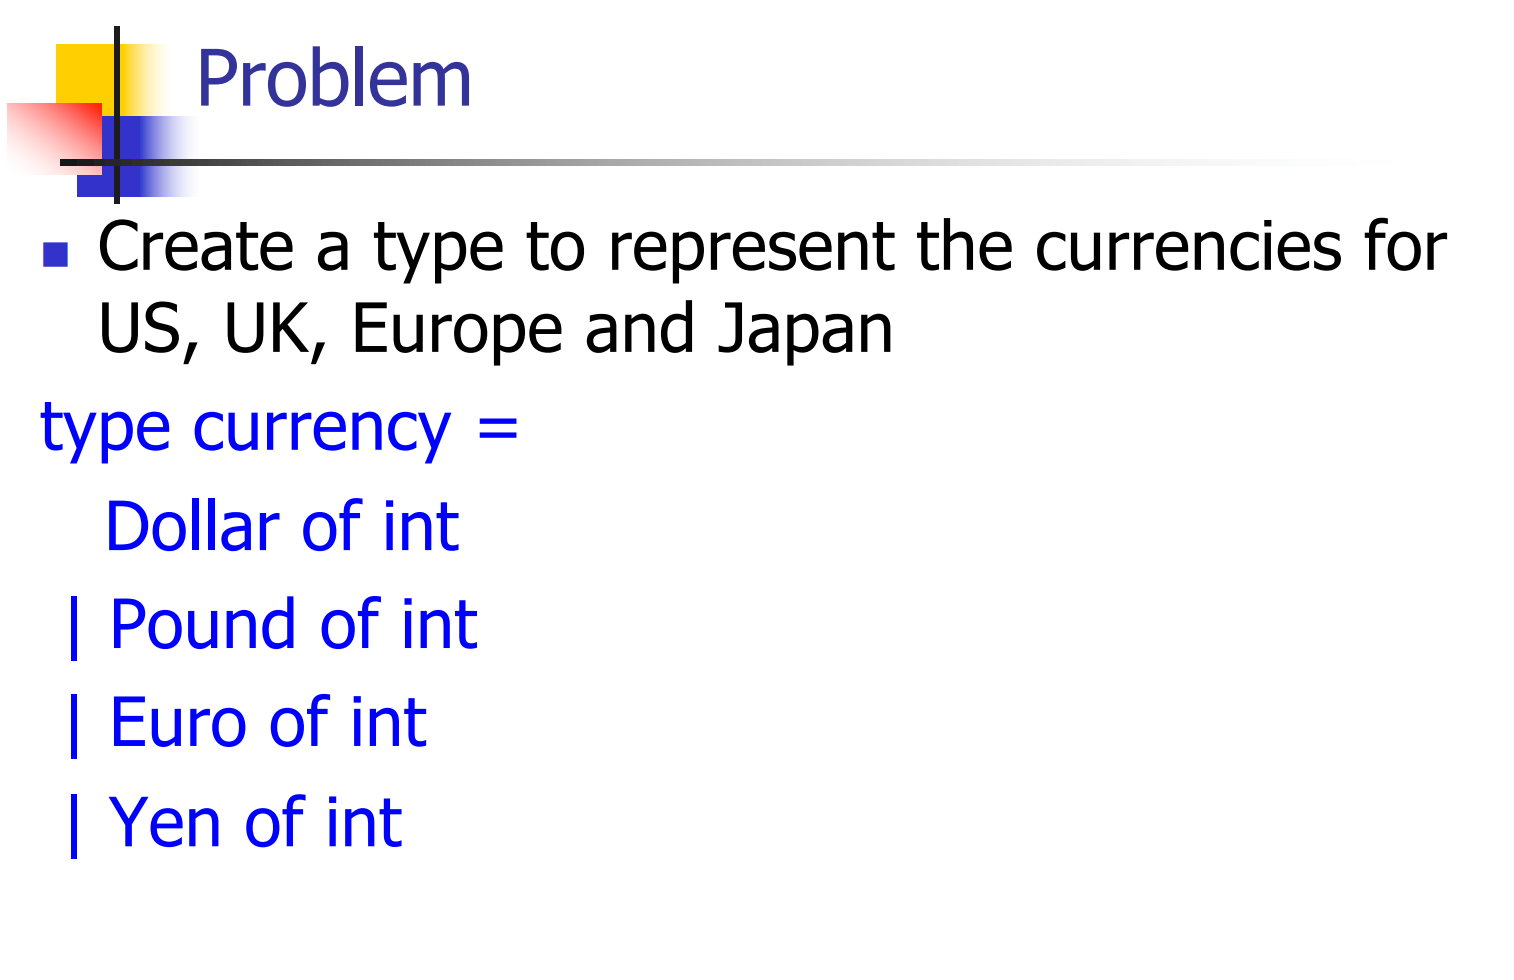 Problem
Create a type to represent the currencies for
US, UK, Europe and Japan
type currency =
Dollar of int
| Pound of int
| Euro of int
| Yen of int